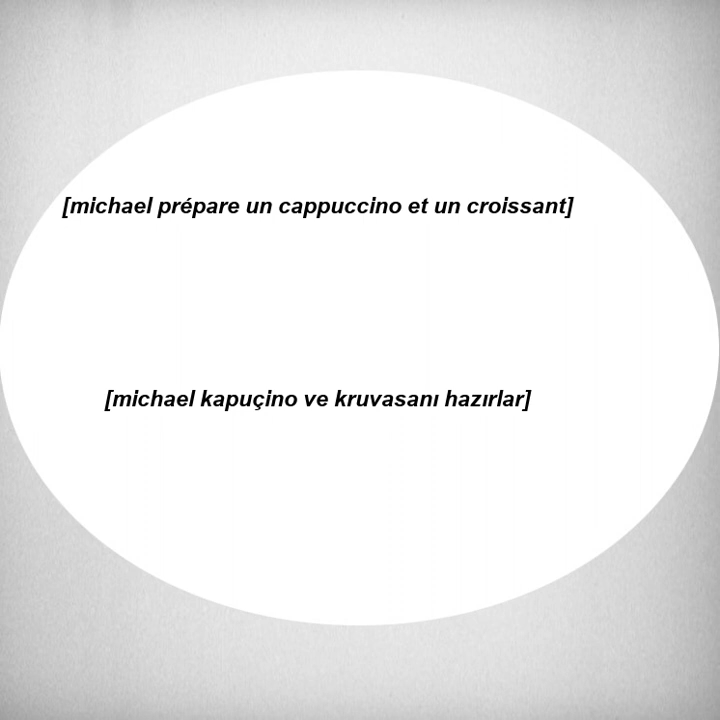 [michael prépare un cappuccino et un croissant]
[michael kapuçino ve kruvasanı hazırlar]